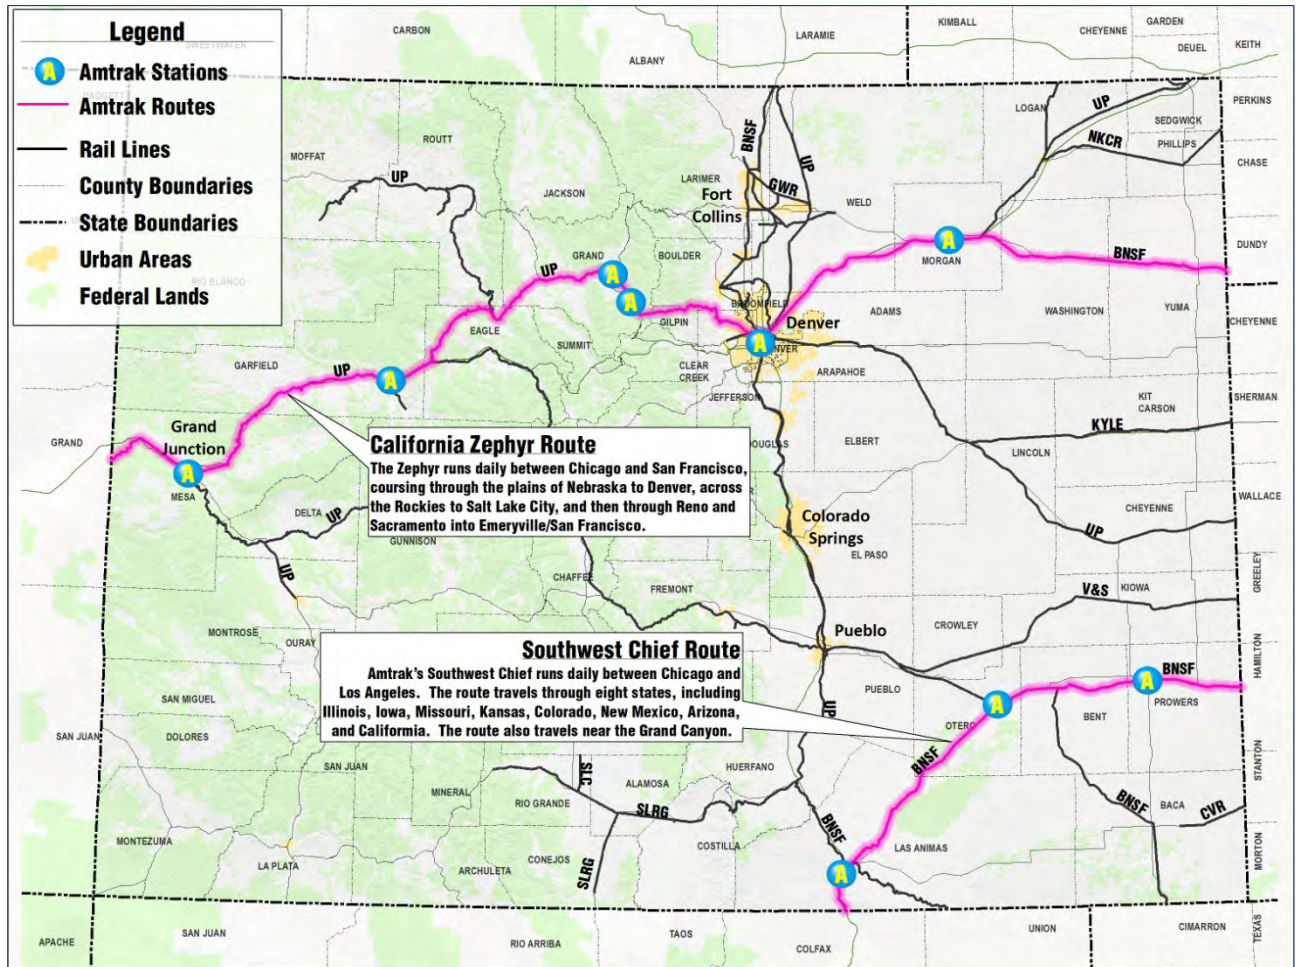 Legend
SWEETWATER
Amtrak Stations
DAGGETT
Amtrak Routes
Rail Lines
County Boundaries
State Boundaries
Urban Areas
RIO BLANCO
Federal Lands
CARBON
ALBANY
LARAMIE
KIMBALL
CHEYENNE
GARDEN
DEUEL
KEITH
PERKINS
CHASE
DUNDY
CHEYENNE
SHERMAN
WALLACE
GREELEY
HAMILTON
STANTON
MORTON
TEXAS
LOGAN
UP
SEDGWICK
NKCR
PHILLIPS
MOFFAT
UP
ROUTT
JACKSON
LARIMER
BNSF
UP
GWR
Fort
Collins
WELD
A
MORGAN
BNSF
YUMA
WASHINGTON
ADAMS
UP
GRAND
A
A
BOULDER
BROOMFIELD
GILPIN
Denver
A
NVER
EAGLE
SUMMIT
CLEAR
CREEK
ARAPAHOE
JEFFERSON
GARFIELD
UP
A
KIT
CARSON
KYLE
LINCOLN
ELBERT
OUGLAS
GRAND
Grand
Junction
A
MESA
California Zephyr Route
The Zephyr runs daily between Chicago and San Francisco,
coursing through the plains of Nebraska to Denver, across
the Rockies to Salt Lake City, and then through Reno and
Sacramento into Emeryville/San Francisco.
DELTA
UP
GUNNISON
UP
Colorado
Springs
EL PASO
CHEYENNE
UP
CHAFFEE
FREMONT
V&S
KIOWA
CROWLEY
Pueblo
MONTROSE
OURAY
Southwest Chief Route
Amtrak's Southwest Chief runs daily between Chicago and
Los Angeles. The route travels through eight states, including
Illinois, Iowa, Missouri, Kansas, Colorado, New Mexico, Arizona,
and California. The route also travels near the Grand Canyon.
UP
PUEBLO
A
OTERO
BNSF
BENT
A
BNSF
PROWERS
SAN MIGUEL
DOLORES
SAN JUAN
SAN JUAN
MINERAL
SLC
RIO GRANDE
ALAMOSA
HUERFANO
SLRG
SLRG
BNSF
COSTILLA
CONEJOS
ARCHULETA
LA PLATA
MONTEZUMA
LAS ANIMAS
A
BNSF
BACA
CVR
APACHE
SAN JUAN
RIO ARRIBA
TAOS
COLFAX
UNION
CIMARRON